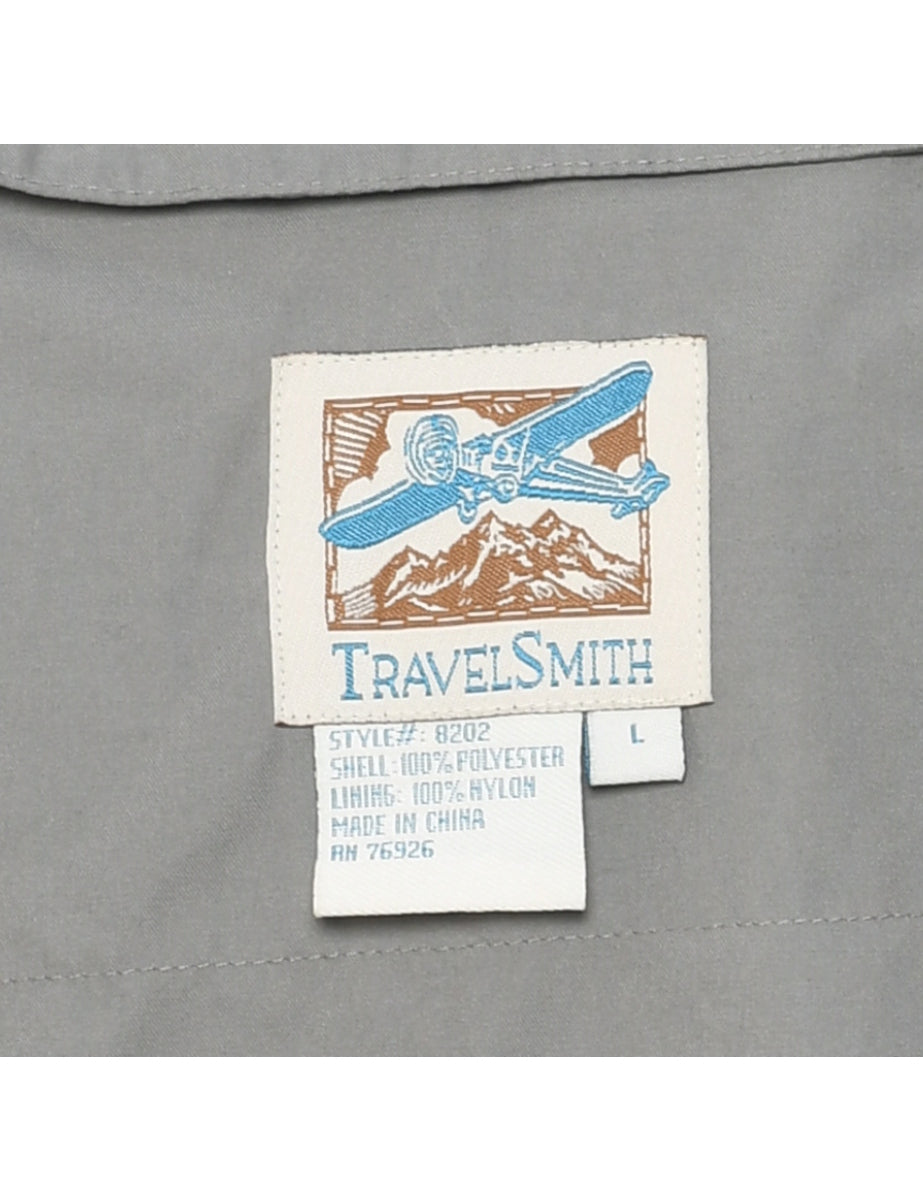 TRAVELSMITH
STYLE#: 8202
SHELL:100% POLYESTER
LINING: 100% NYLON
MADE IN CHINA
RN 76926
L